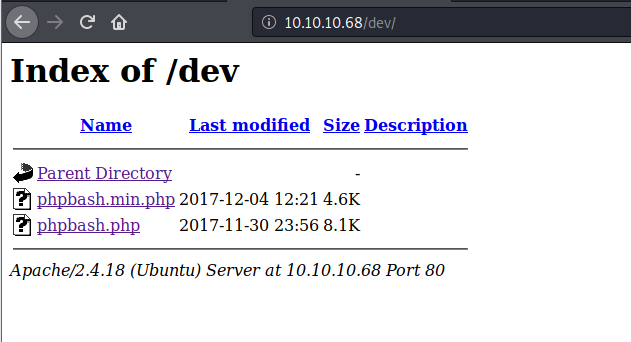 10.10.10.68/dev/
Index of /dev
Name Last modified Size Description
Parent Directory -
phpbash.min.php 2017-12-04 12:21 4.6K
phpbash.php 2017-11-30 23:56 8.1K
Apache/2.4.18 (Ubuntu) Server at 10.10.10.68 Port 80